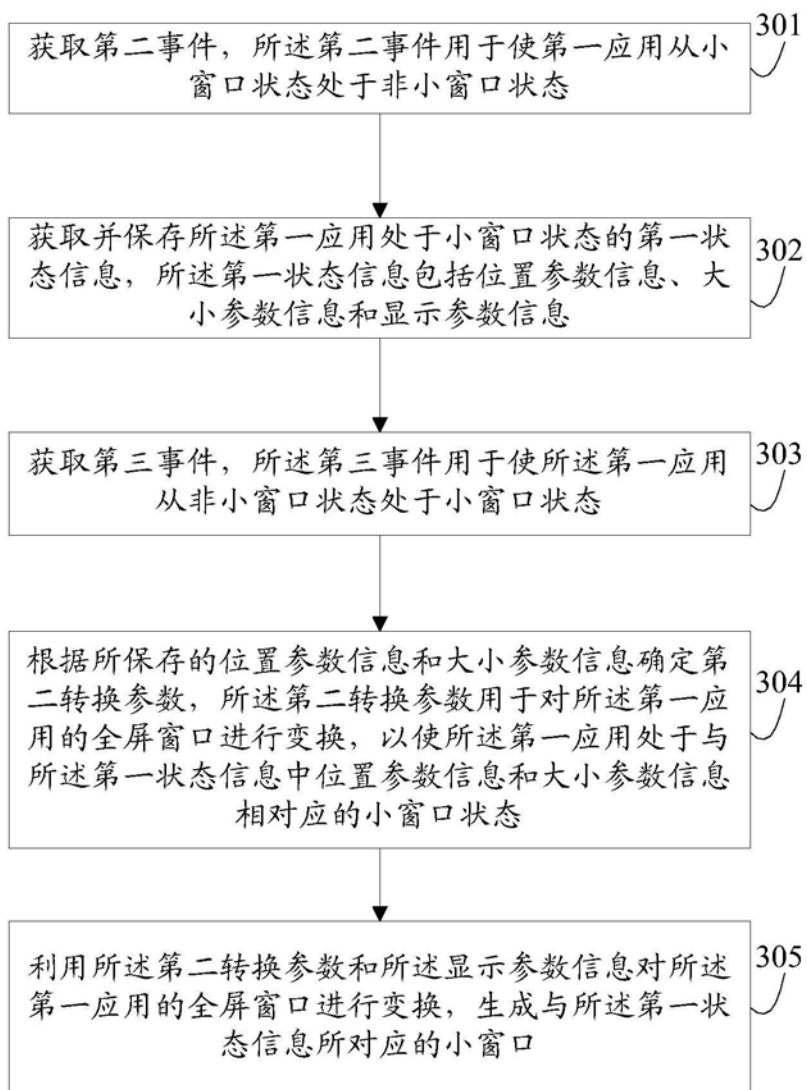 301
获取第二事件，所述第二事件用于使第一应用从小
窗口状态处于非小窗口状态
获取并保存所述第一应用处于小窗口状态的第一状
态信息，所述第一状态信息包括位置参数信息、大
小参数信息和显示参数信息
302
获取第三事件，所述第三事件用于使所述第一应用
从非小窗口状态处于小窗口状态
303
根据所保存的位置参数信息和大小参数信息确定第
二转换参数，所述第二转换参数用于对所述第一应
用的全屏窗口进行变换，以使所述第一应用处于与
所述第一状态信息中位置参数信息和大小参数信息
相对应的小窗口状态
304
利用所述第二转换参数和所述显示参数信息对所述
第一应用的全屏窗口进行变换，生成与所述第一状
态信息所对应的小窗口
305